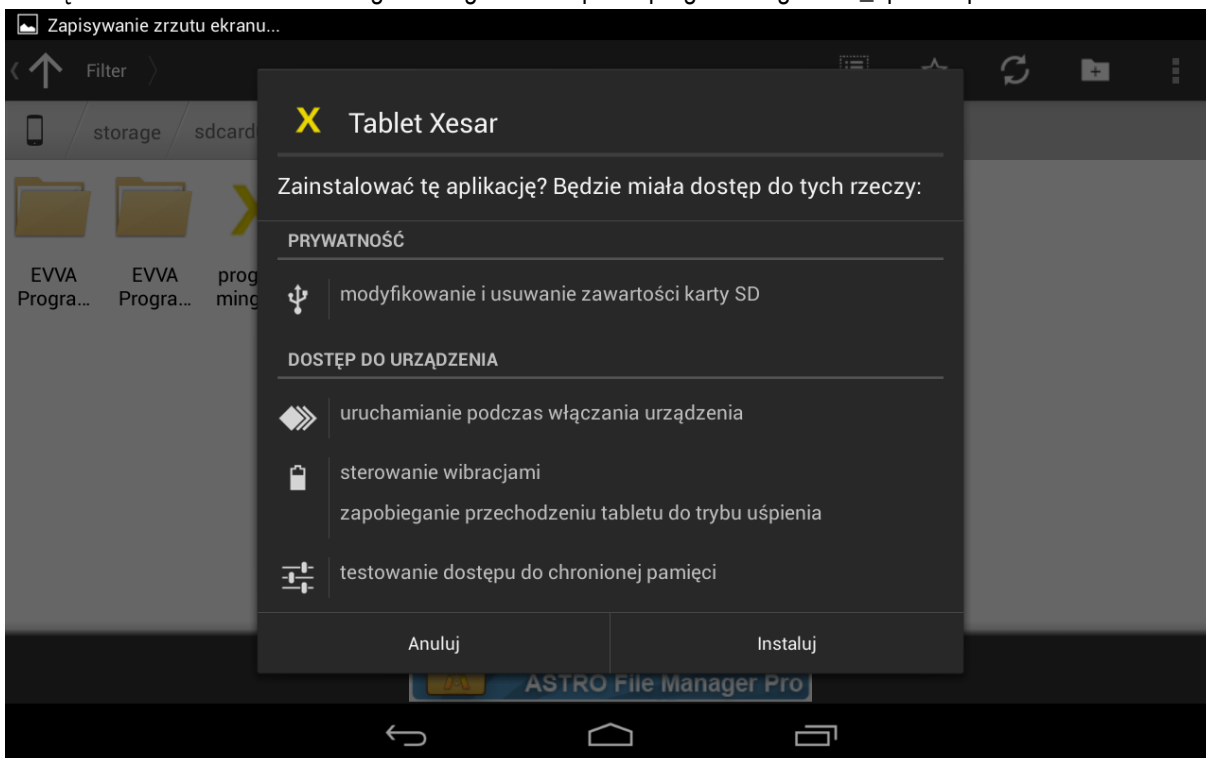 Zapisywanie zrzutu ekranu...
Filter
storage
sdcard
X Tablet Xesar
Zainstalować tę aplikację? Będzie miała dostęp do tych rzeczy:
PRYWATNOŚĆ
modyfikowanie i usuwanie zawartości karty SD
DOSTĘP DO URZĄDZENIA
uruchamianie podczas włączania urządzenia
sterowanie wibracjami
zapobieganie przechodzeniu tabletu do trybu uśpienia
testowanie dostępu do chronionej pamięci
Anuluj
Instaluj
EVVA
Progra...
EVVA
Progra...
prog
ming
ASTRO File Manager Pro